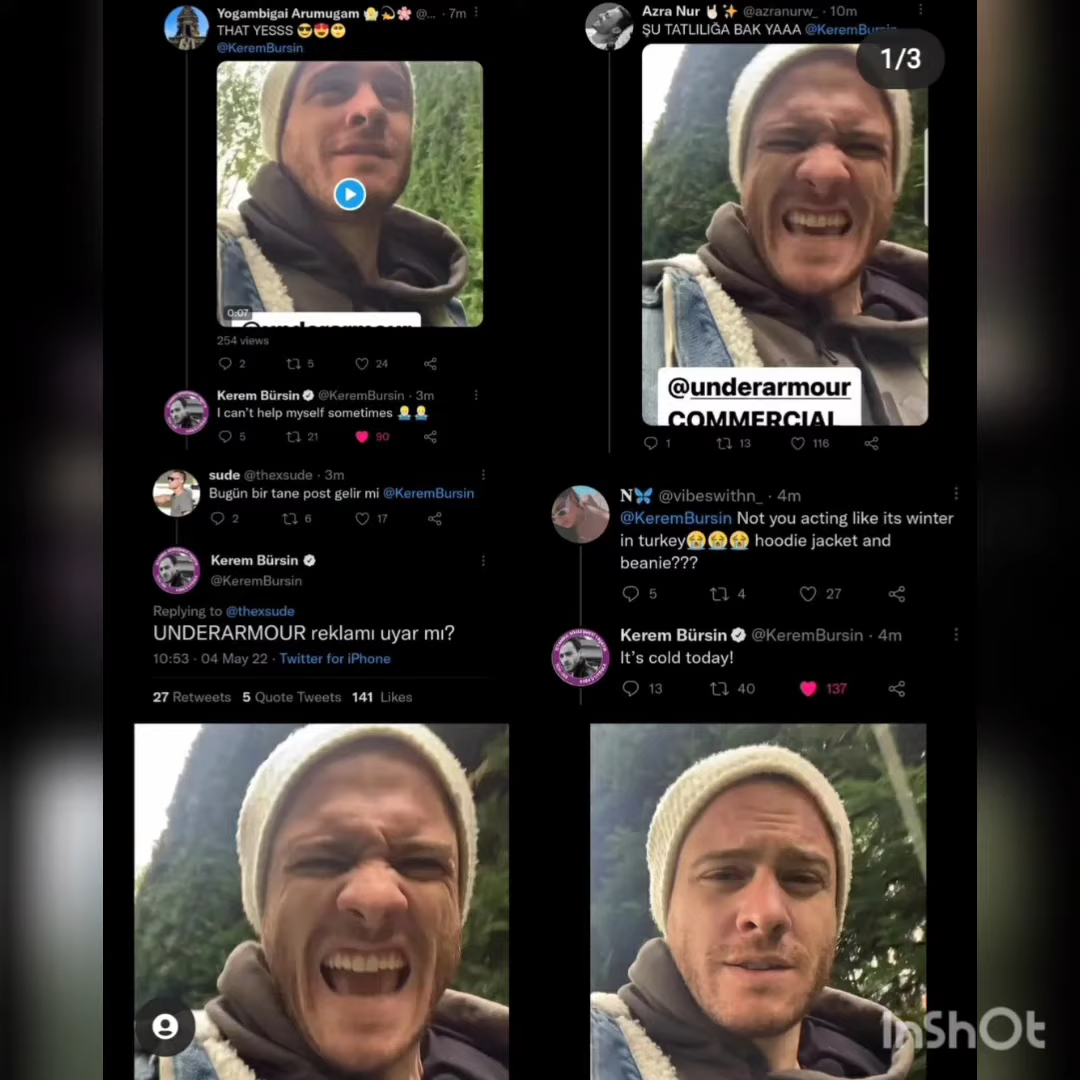 Yogambigai Arumugam @... · 7m
THAT YESSS 😎😍🙄
@KeremBursin
0:07
@underarmour
254 views
2 5 24
Kerem Bürsin @KeremBursin · 3m
I can't help myself sometimes 🤷‍♂️🤷‍♂️
5 21 90
sude @thexsude · 3m
Bugün bir tane post gelir mi @KeremBursin
2 6 17
Kerem Bürsin
@KeremBursin
Replying to @thexsude
UNDERARMOUR reklamı uyar mı?
10:53 · 04 May 22 · Twitter for iPhone
27 Retweets 5 Quote Tweets 141 Likes
Azra Nur 🤘✨ @azranurw_ · 10m
ŞU TATLILIĞA BAK YAAA @KeremBursin
1/3
@underarmour
COMMERCIAL
1 13 116
N🦋 @vibeswithn_ · 4m
@KeremBursin Not you acting like its winter
in turkey😭😭😭 hoodie jacket and
beanie???
5 4 27
Kerem Bürsin @KeremBursin · 4m
It's cold today!
13 40 137
InShOt